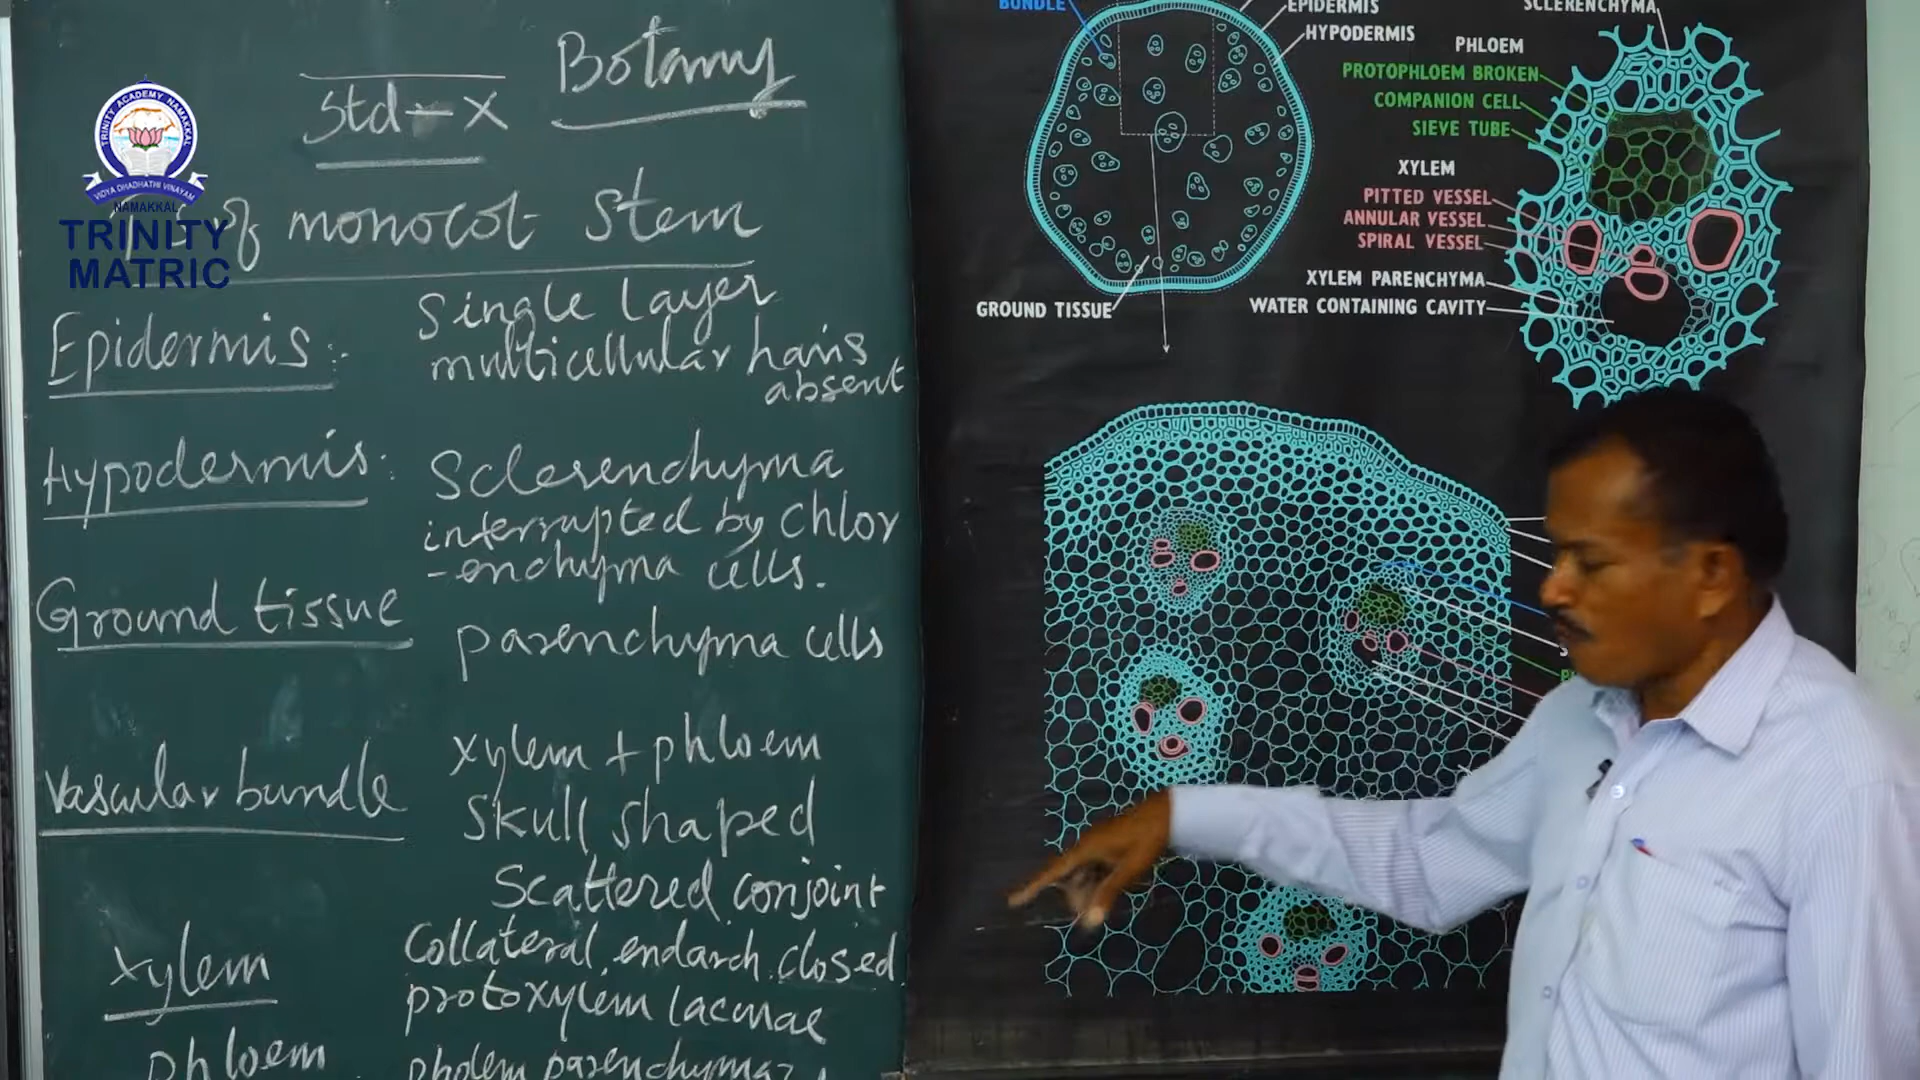 Std - X Botany
TRINITY ACADEMY NAMAKKAL
VIDYA DHADHATHI VINAYAM
NAMAKKAL
TRINITY
MATRIC
of monocot Stem
Epidermis :
Single layer
multicellular hairs
absent
Hypodermis :
Sclerenchyma
interrupted by chlor
-enchyma cells.
Ground tissue
parenchyma cells
Vascular bundle
Xylem + phloem
Skull shaped
Scattered, conjoint
Collateral, endarch, closed
Xylem
protoxylem lacunae
phloem
BUNDLE
EPIDERMIS
HYPODERMIS
GROUND TISSUE
SCLERENCHYMA
PHLOEM
PROTOPHLOEM BROKEN
COMPANION CELL
SIEVE TUBE
XYLEM
PITTED VESSEL
ANNULAR VESSEL
SPIRAL VESSEL
XYLEM PARENCHYMA
WATER CONTAINING CAVITY